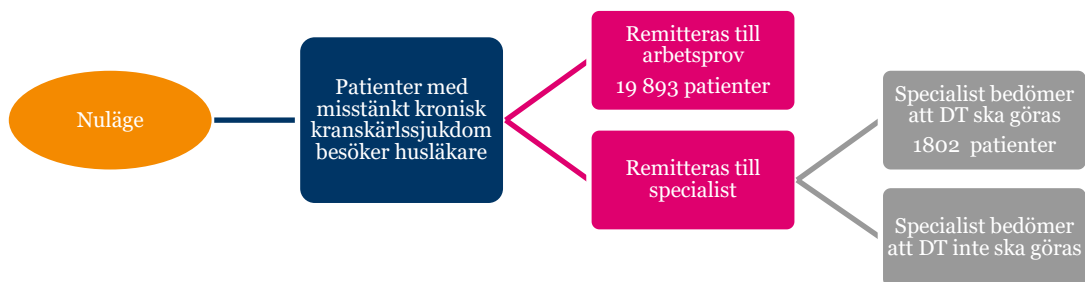 Nuläge
Patienter med
misstänkt kronisk
kranskärlssjukdom
besöker husläkare
Remitteras till
arbetsprov
19 893 patienter
Remitteras till
specialist
Specialist bedömer
att DT ska göras
1802 patienter
Specialist bedömer
att DT inte ska göras